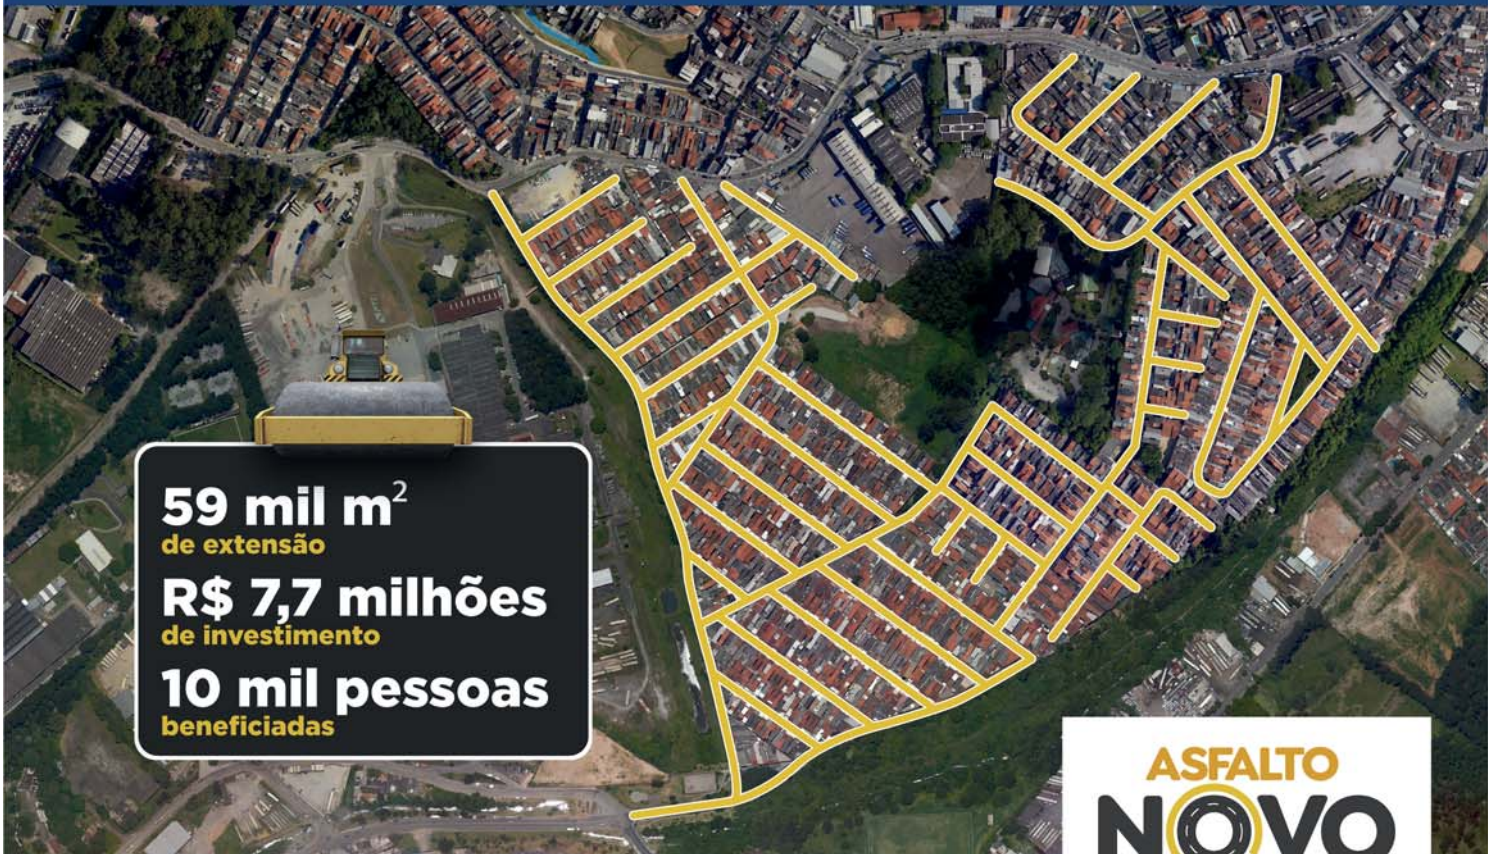 59 mil m²
de extensão
R$ 7,7 milhões
de investimento
10 mil pessoas
beneficiadas
ASFALTO
NOVO